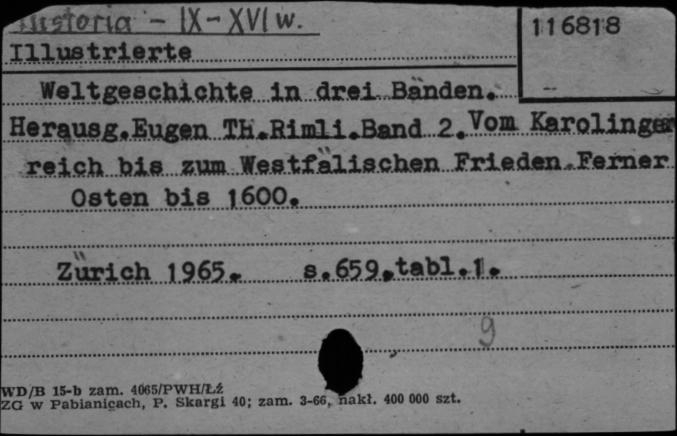 Historia - IX-XVI w.
116818
Illustrierte
Weltgeschichte in drei Bänden.
Herausg.Eugen Th.Rimli.Band 2.Vom Karolinger
reich bis zum Westfälischen Frieden.Ferner
Osten bis 1600.
Zürich 1965. s.659,tabl.1.
9
WD/B 15-b zam. 4065/PWH/Łź
ZG w Pabianicach, P. Skargi 40; zam. 3-66, nakł. 400 000 szt.